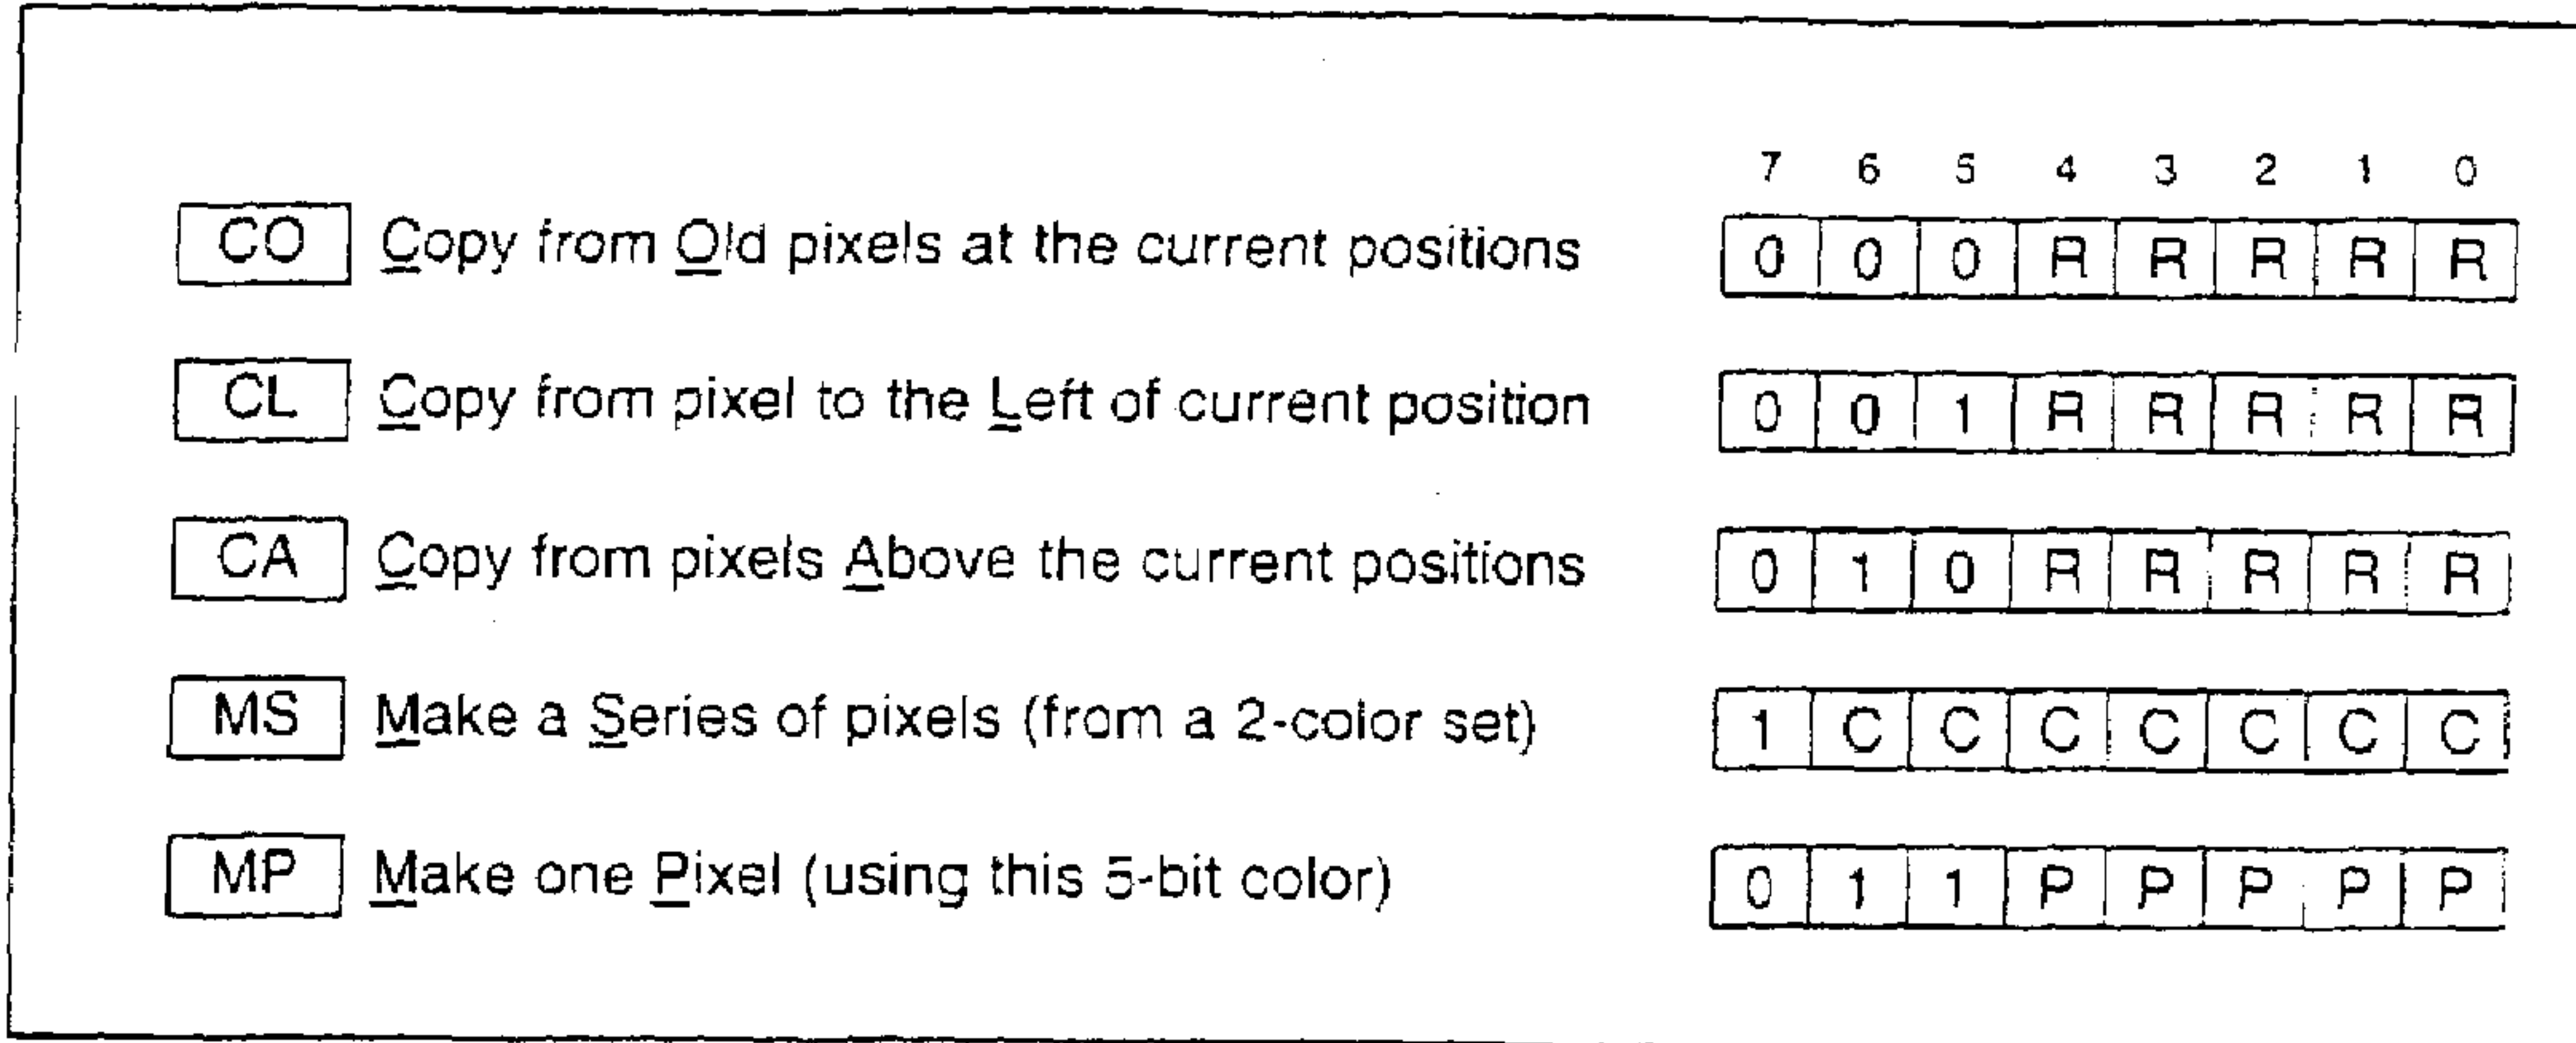 7 6 5 4 3 2 1 0
CO Copy from Old pixels at the current positions 0 0 0 R R R R R
CL Copy from pixel to the Left of current position 0 0 1 R R R R R
CA Copy from pixels Above the current positions 0 1 0 R R R R R
MS Make a Series of pixels (from a 2-color set) 1 C C C C C C C
MP Make one Pixel (using this 5-bit color) 0 1 1 P P P P P